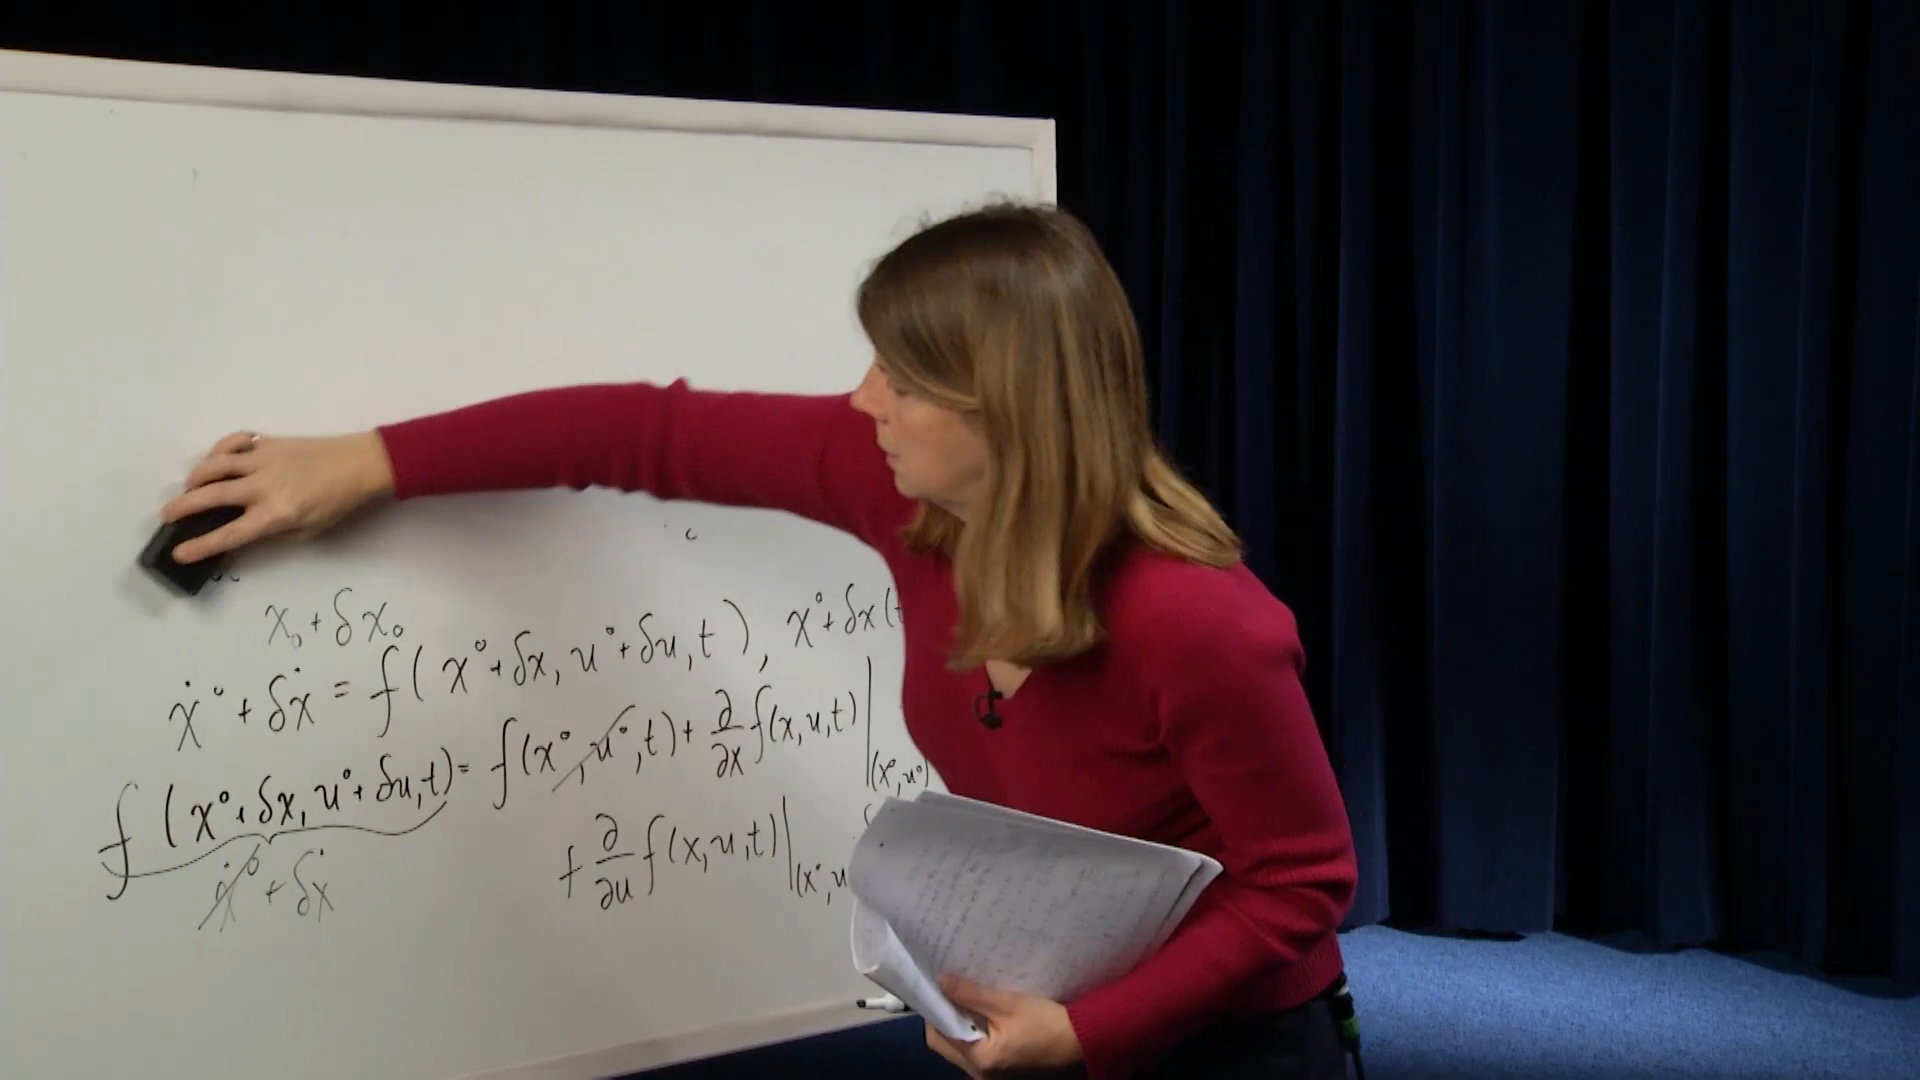 x₀ + δx₀
ẋ° + δẋ = f(x° + δx, u° + δu, t), x° + δx(t
f(x° + δx, u° + δu, t) = f(x°, u°, t) + ∂/∂x f(x, u, t)|(x°, u°)
ẋ° + δẋ
+ ∂/∂u f(x, u, t)|(x°, u